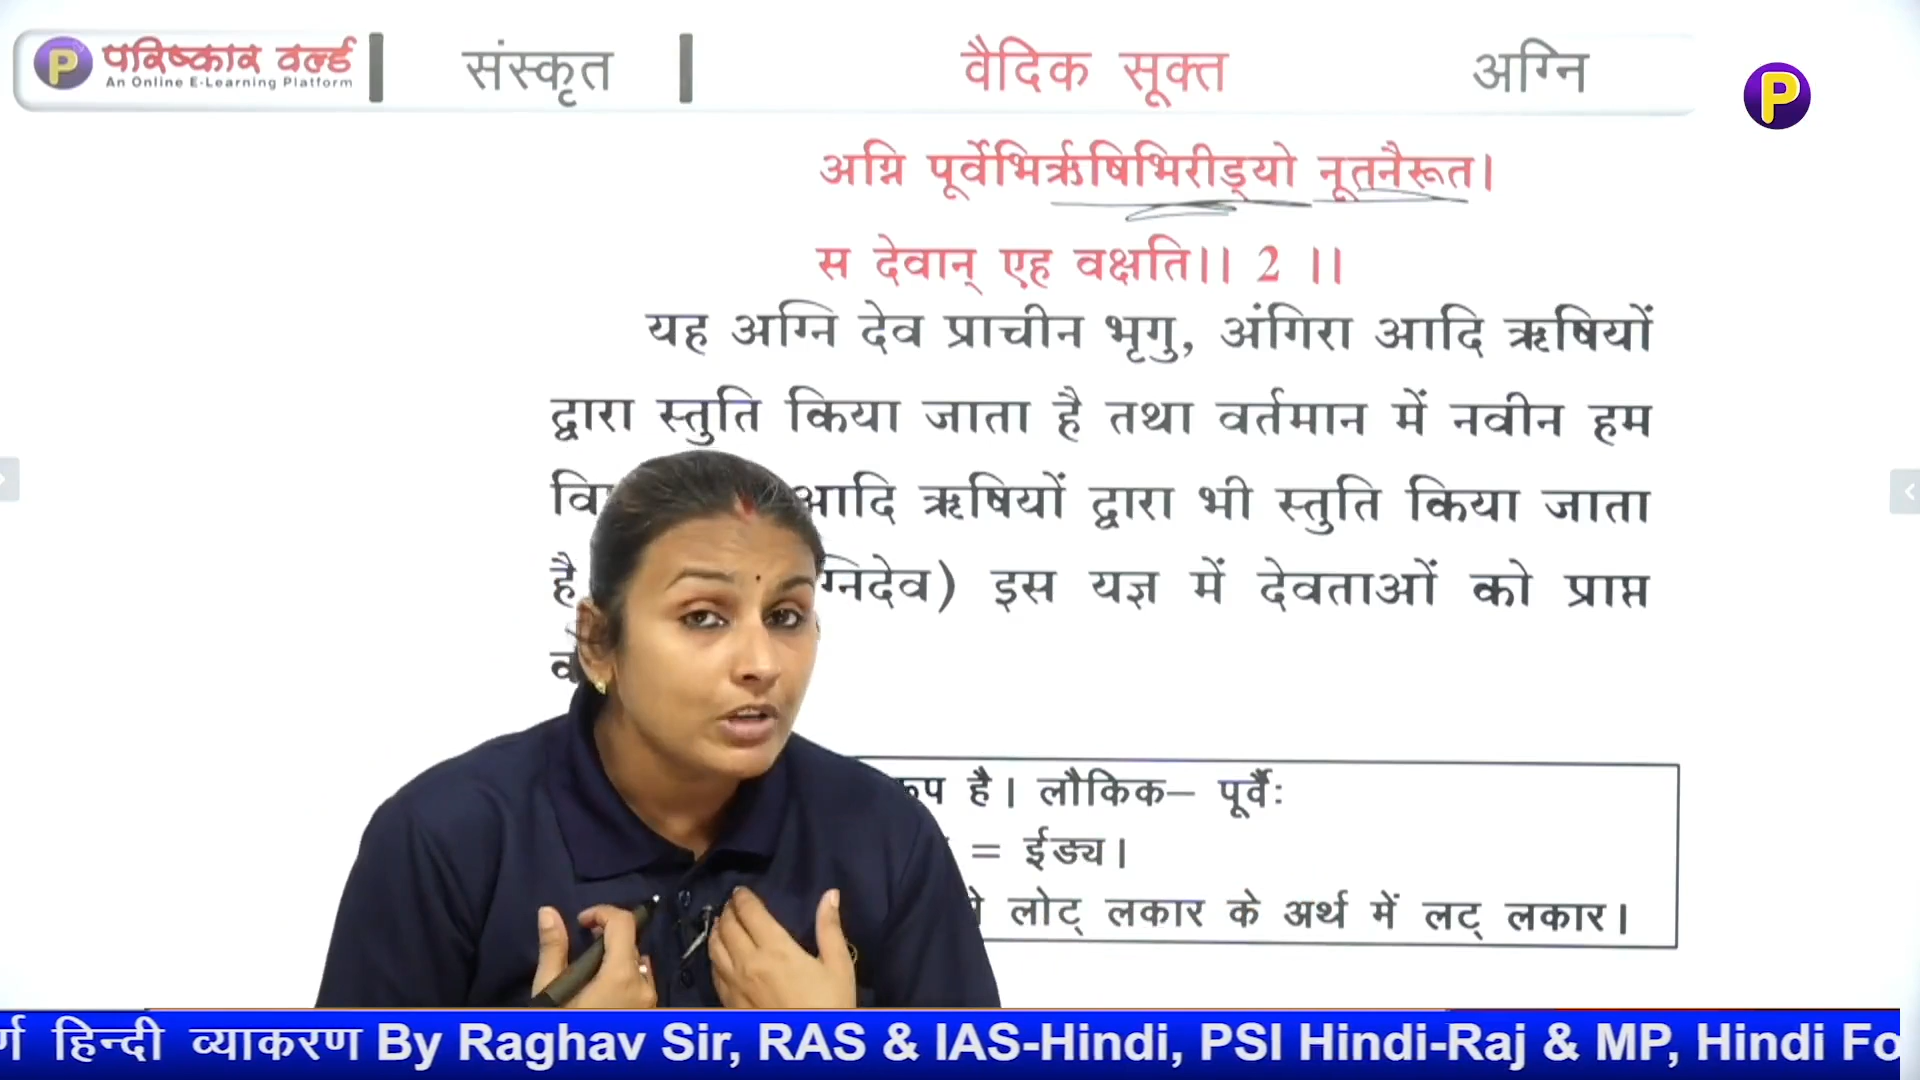 परिष्कार वर्ल्ड
An Online E-Learning Platform
संस्कृत
वैदिक सूक्त
अग्नि
P
P
अग्नि पूर्वेभिर्ऋषिभिरीड्यो नूतनैरूत।
स देवान् एह वक्षति।। 2 ।।
यह अग्नि देव प्राचीन भृगु, अंगिरा आदि ऋषियों
द्वारा स्तुति किया जाता है तथा वर्तमान में नवीन हम
आदि ऋषियों द्वारा भी स्तुति किया जाता
है ग्निदेव) इस यज्ञ में देवताओं को प्राप्त
है। लौकिक– पूर्वैः
= ईड्य।
लोट् लकार के अर्थ में लट् लकार।
हिन्दी व्याकरण By Raghav Sir, RAS & IAS-Hindi, PSI Hindi-Raj & MP, Hindi Fo